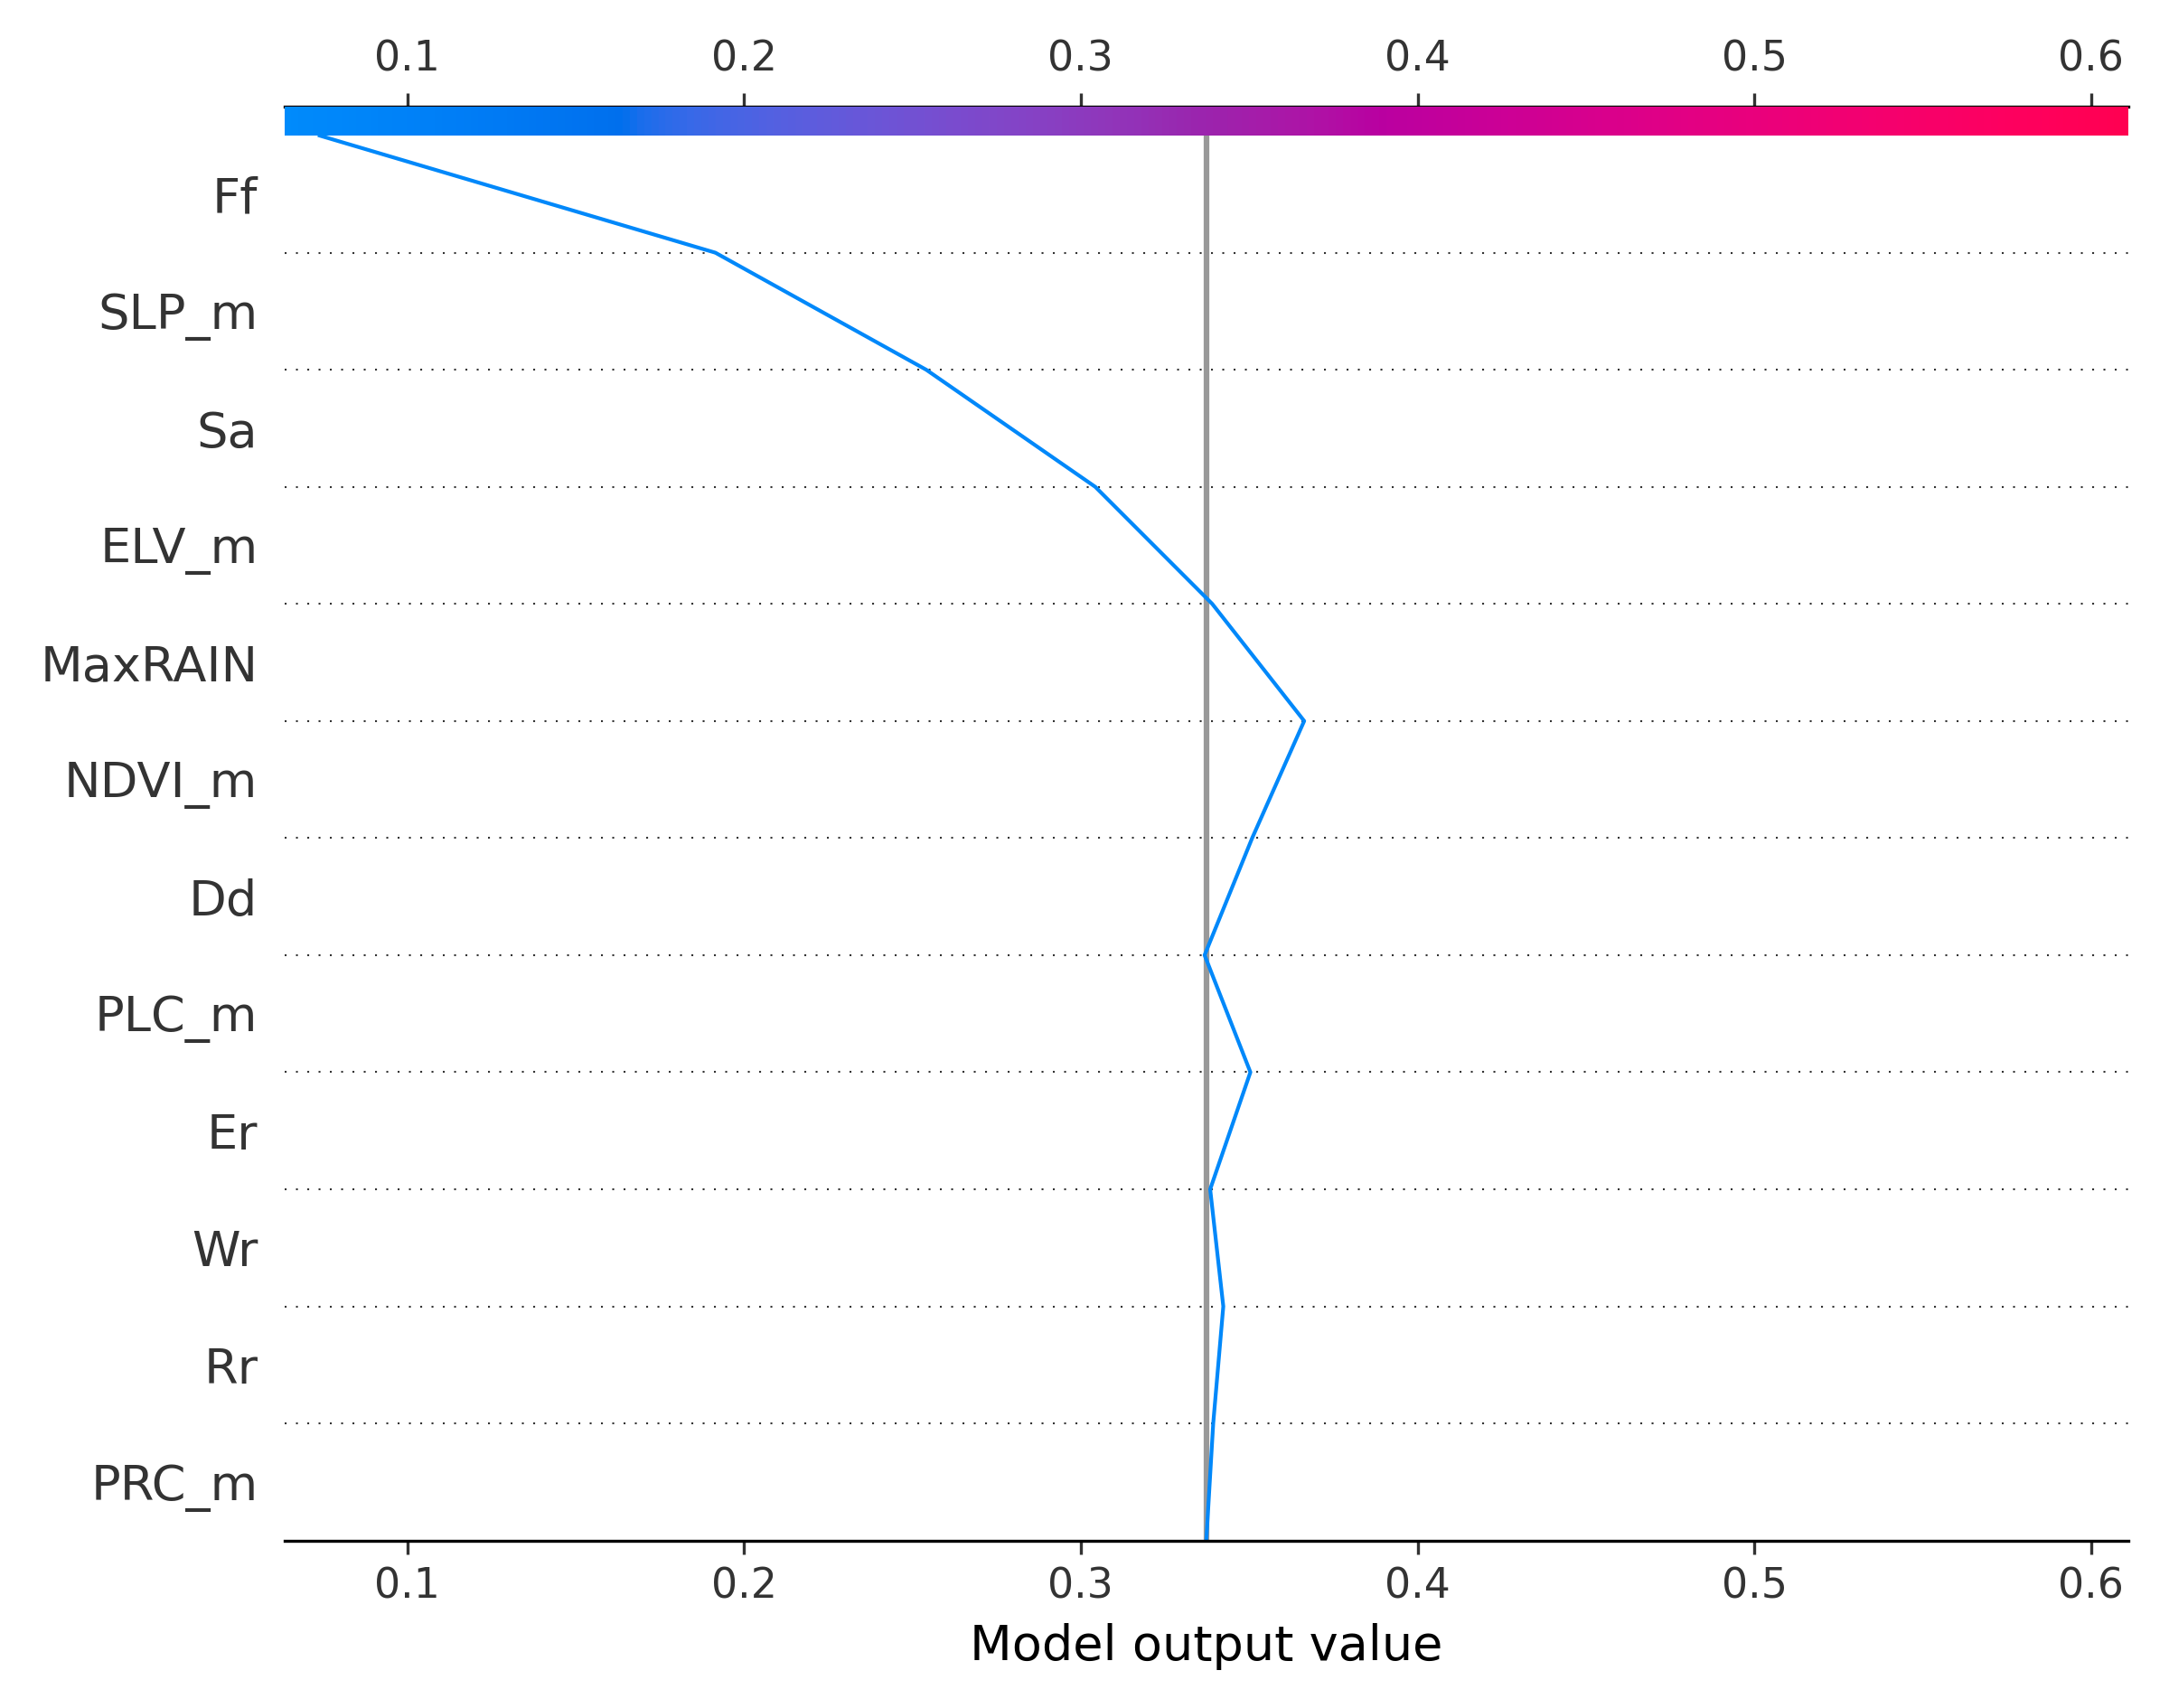 0.1 0.2 0.3 0.4 0.5 0.6
Ff
SLP_m
Sa
ELV_m
MaxRAIN
NDVI_m
Dd
PLC_m
Er
Wr
Rr
PRC_m
0.1 0.2 0.3 0.4 0.5 0.6
Model output value